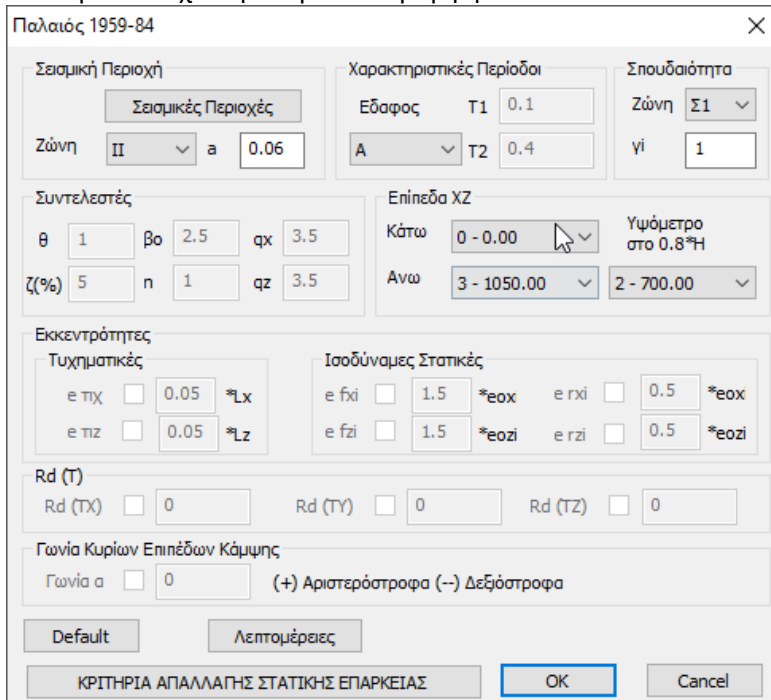 Παλαιός 1959-84
Σεισμική Περιοχή
Σεισμικές Περιοχές
Ζώνη II a 0.06
Χαρακτηριστικές Περίοδοι
Εδαφος T1 0.1
A T2 0.4
Σπουδαιότητα
Ζώνη Σ1
γi 1
Συντελεστές
θ 1 βο 2.5 qx 3.5
ζ(%) 5 n 1 qz 3.5
Επίπεδα XZ
Κάτω 0 - 0.00 Υψόμετρο
στο 0.8*H
Ανω 3 - 1050.00 2 - 700.00
Εκκεντρότητες
Τυχηματικές
e τιχ 0.05 *Lx
e τιz 0.05 *Lz
Ισοδύναμες Στατικές
e fxi 1.5 *eoxi e rxi 0.5 *eoxi
e fzi 1.5 *eozi e rzi 0.5 *eozi
Rd (T)
Rd (TX) 0 Rd (TY) 0 Rd (TZ) 0
Γωνία Κυρίων Επιπέδων Κάμψης
Γωνία α 0 (+) Αριστερόστροφα (--) Δεξιόστροφα
Default Λεπτομέρειες
ΚΡΙΤΗΡΙΑ ΑΠΑΛΛΑΓΗΣ ΣΤΑΤΙΚΗΣ ΕΠΑΡΚΕΙΑΣ OK Cancel